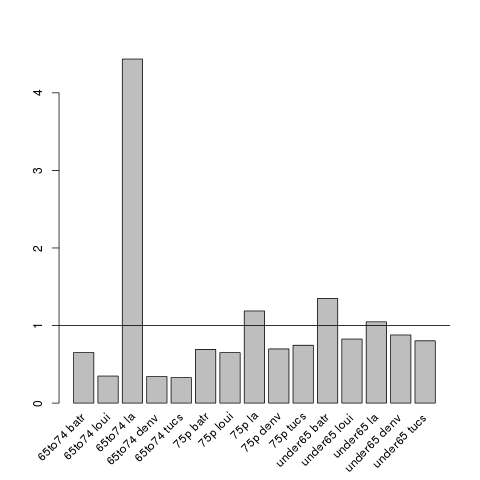 4
3
2
1
0
65to74 batr
65to74 loui
65to74 la
65to74 denv
65to74 tucs
75p batr
75p loui
75p la
75p denv
75p tucs
under65 batr
under65 loui
under65 la
under65 denv
under65 tucs